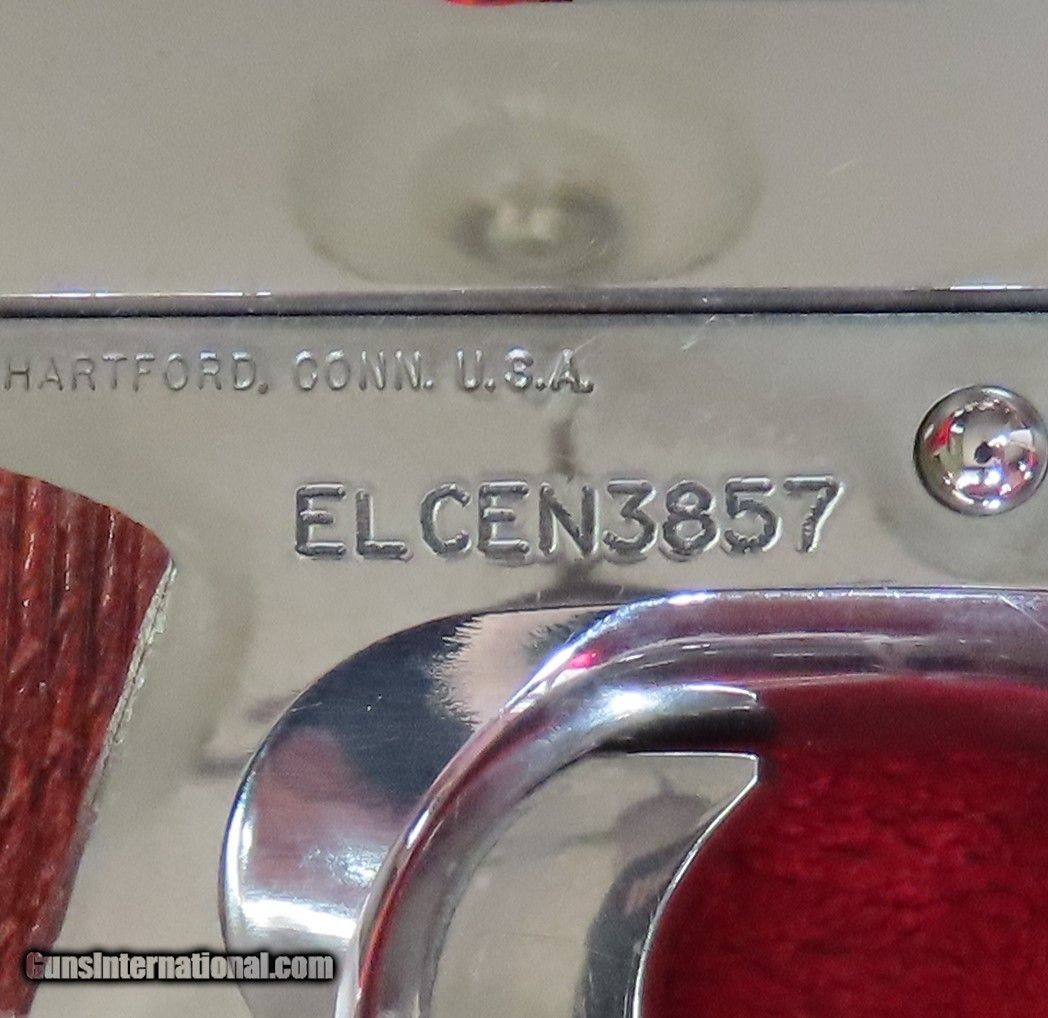 HARTFORD, CONN. U.S.A.
ELCEN3857
GunsInternational.com